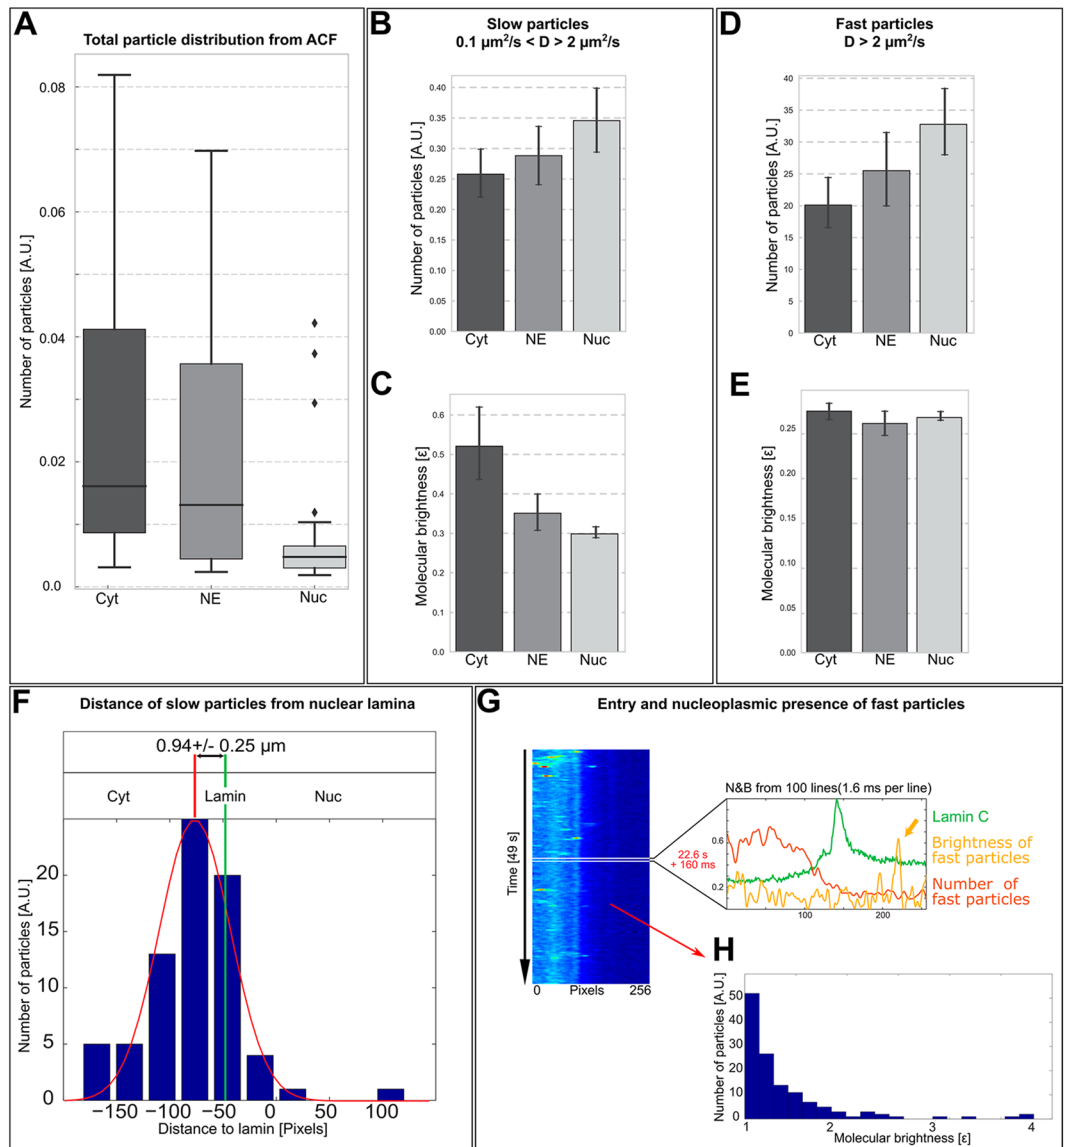 A
Total particle distribution from ACF
Number of particles [A.U.]
0.08
0.06
0.04
0.02
0.0
Cyt NE Nuc
B
Slow particles
0.1 µm²/s < D > 2 µm²/s
Number of particles [A.U.]
0.40
0.35
0.30
0.25
0.20
0.15
0.10
0.05
0.00
Cyt NE Nuc
C
Molecular brightness [ε]
0.6
0.5
0.4
0.3
0.2
0.1
0.0
Cyt NE Nuc
D
Fast particles
D > 2 µm²/s
Number of particles [A.U.]
40
35
30
25
20
15
10
5
0
Cyt NE Nuc
E
Molecular brightness [ε]
0.25
0.20
0.15
0.10
0.05
0.00
Cyt NE Nuc
F
Distance of slow particles from nuclear lamina
0.94+/- 0.25 µm
Cyt Lamin Nuc
Number of particles [A.U.]
20
15
10
5
0
−150 −100 −50 0 50 100
Distance to lamin [Pixels]
G
Entry and nucleoplasmic presence of fast particles
Time [49 s]
0 Pixels 256
22.6 s
+ 160 ms
N&B from 100 lines(1.6 ms per line)
0.6
0.2
100 200
Lamin C
Brightness of
fast particles
Number of
fast particles
H
Number of particles [A.U.]
50
40
30
20
10
0
1 2 3 4
Molecular brightness [ε]